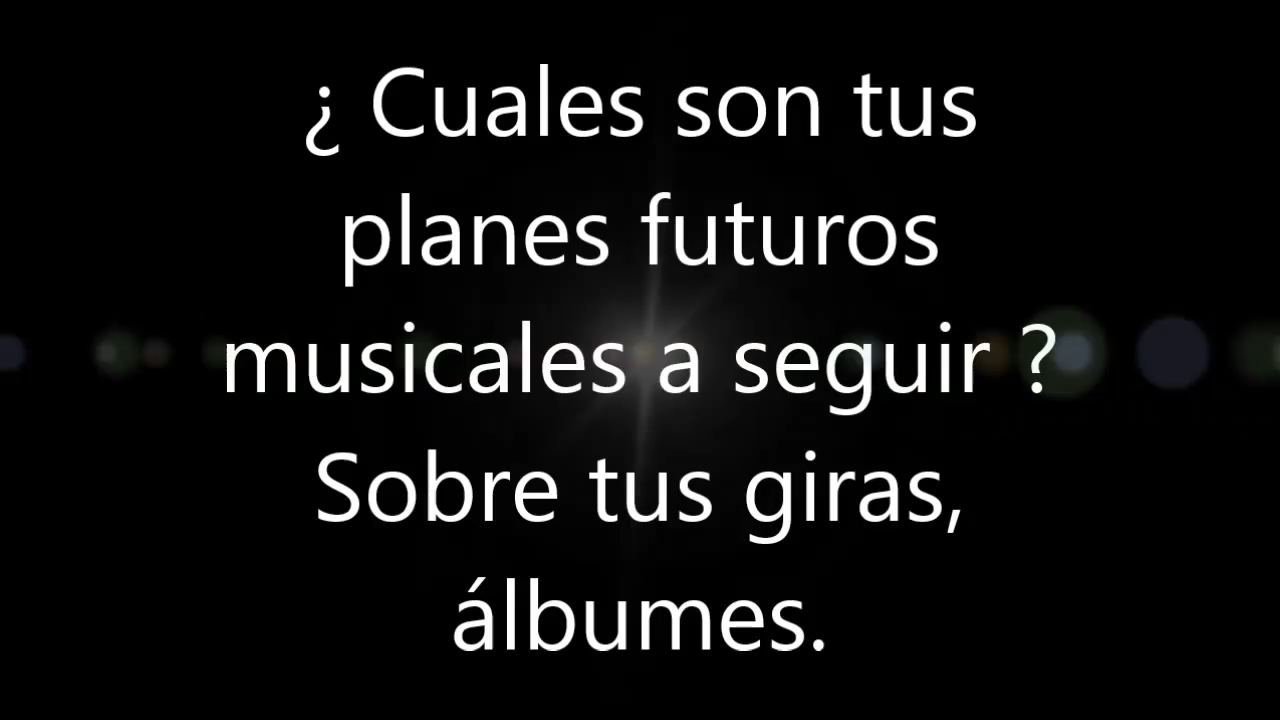 ¿ Cuales son tus
planes futuros
musicales a seguir ?
Sobre tus giras,
álbumes.